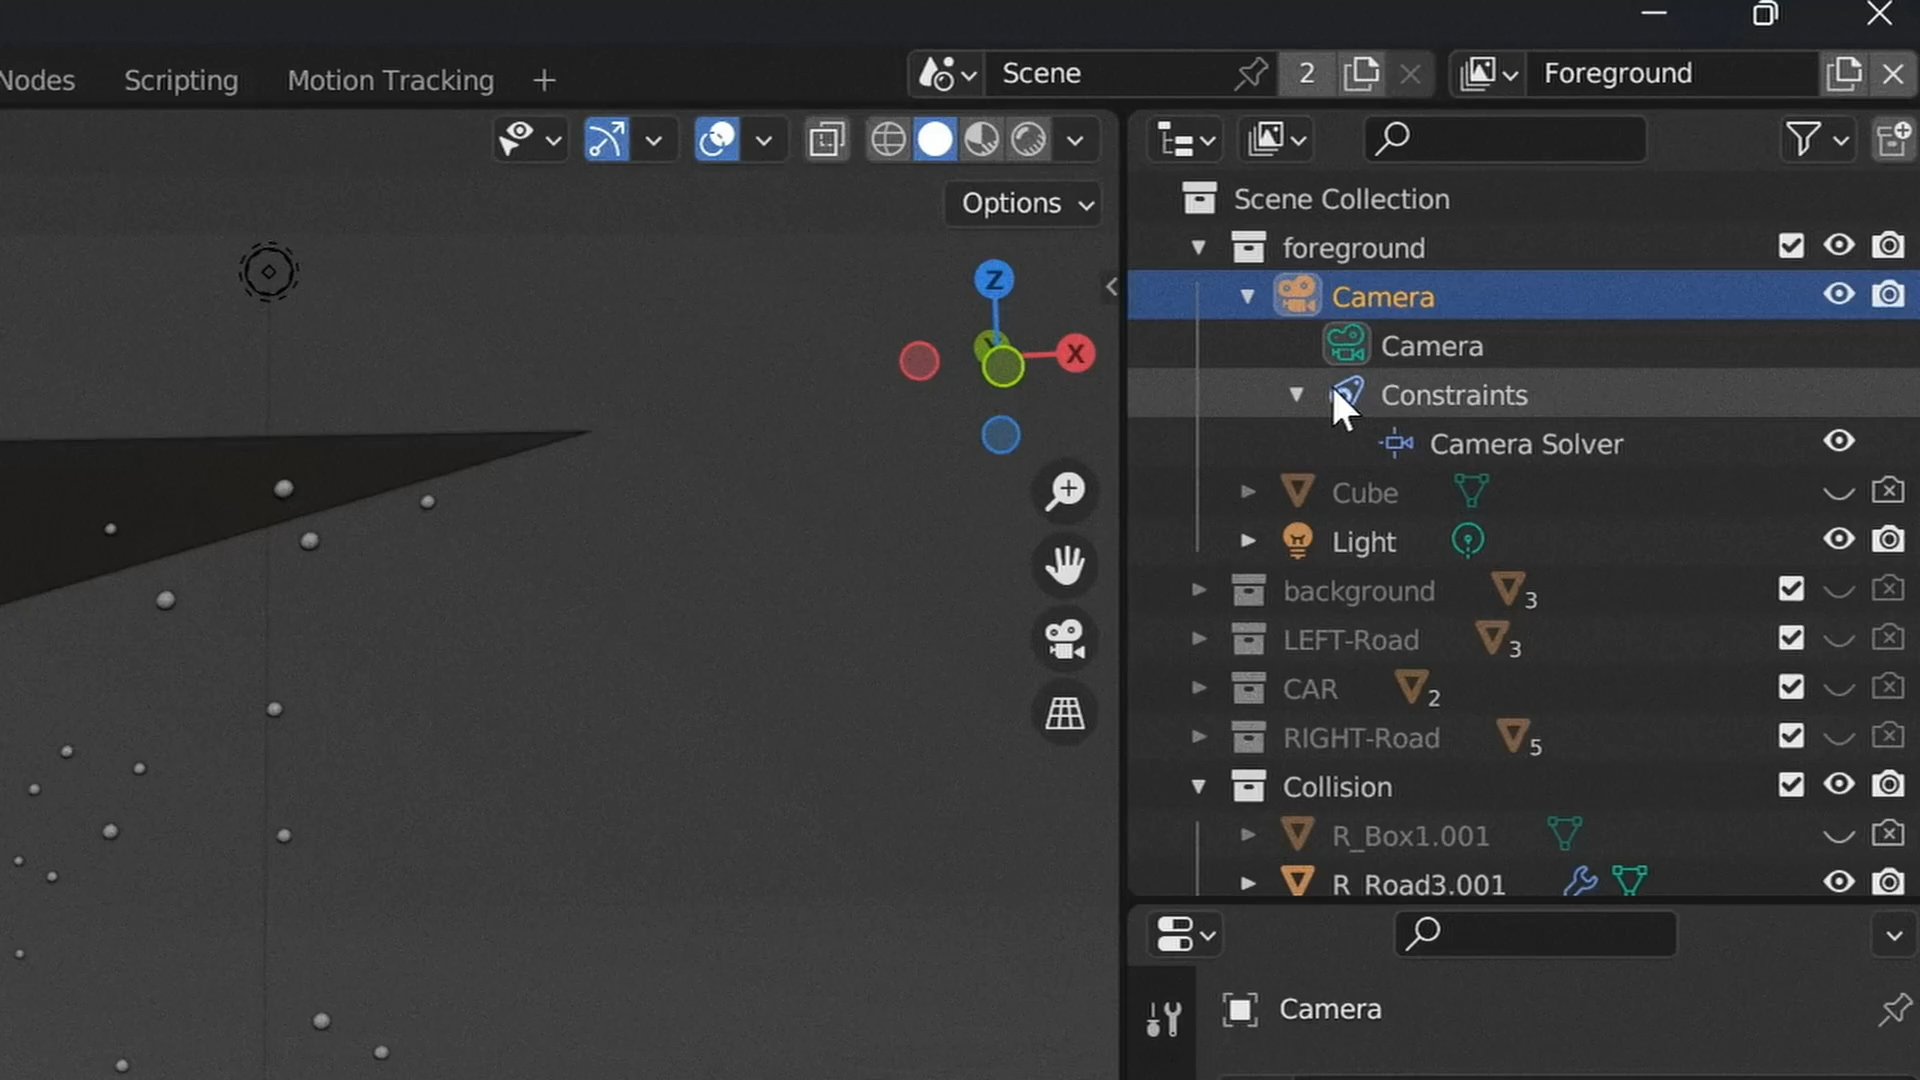 Nodes Scripting Motion Tracking + Scene 2 Foreground
Options
Z
Y
X
Scene Collection
foreground
Camera
Camera
Constraints
Camera Solver
Cube
Light
background 3
LEFT-Road 3
CAR 2
RIGHT-Road 5
Collision
R_Box1.001
R_Road3.001
Camera